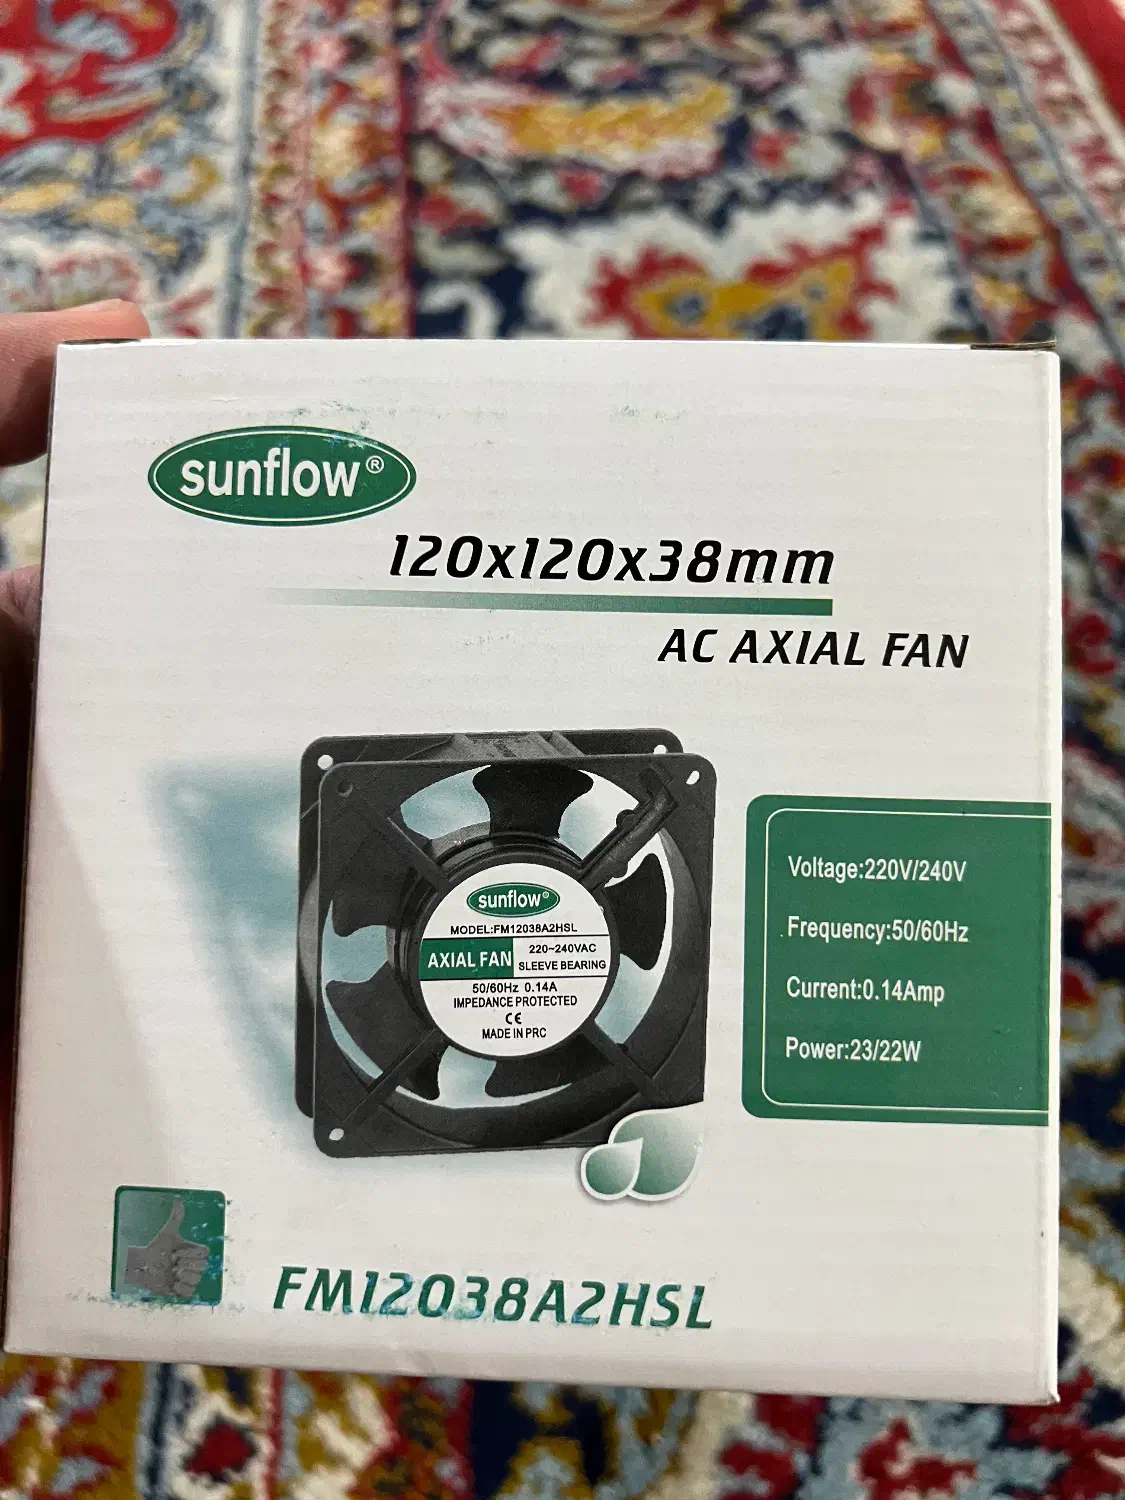 sunflow®
120x120x38mm
AC AXIAL FAN
sunflow®
MODEL:FM12038A2HSL
AXIAL FAN
220~240VAC
SLEEVE BEARING
50/60Hz 0.14A
IMPEDANCE PROTECTED
CE
MADE IN PRC
Voltage:220V/240V
Frequency:50/60Hz
Current:0.14Amp
Power:23/22W
FM12038A2HSL